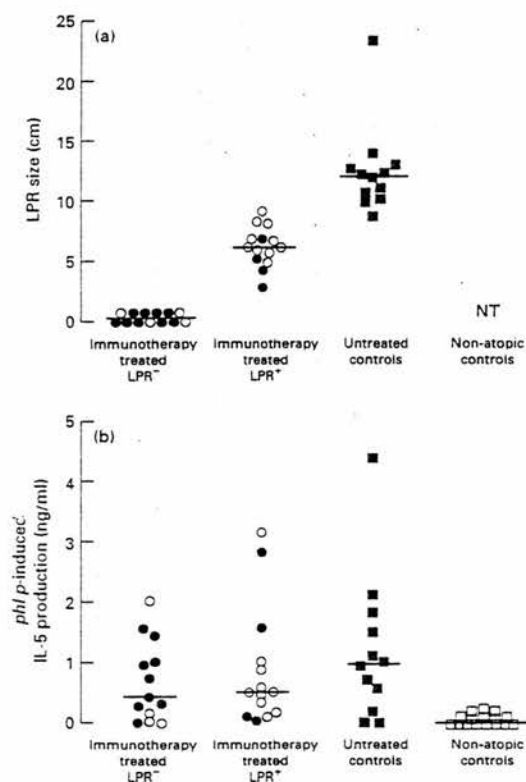 (a)
25
20
15
10
5
0
LPR size (cm)
NT
Immunotherapy treated LPR⁻
Immunotherapy treated LPR⁺
Untreated controls
Non-atopic controls
(b)
5
4
3
2
1
0
phl p-induced
IL-5 production (ng/ml)
Immunotherapy treated LPR⁻
Immunotherapy treated LPR⁺
Untreated controls
Non-atopic controls